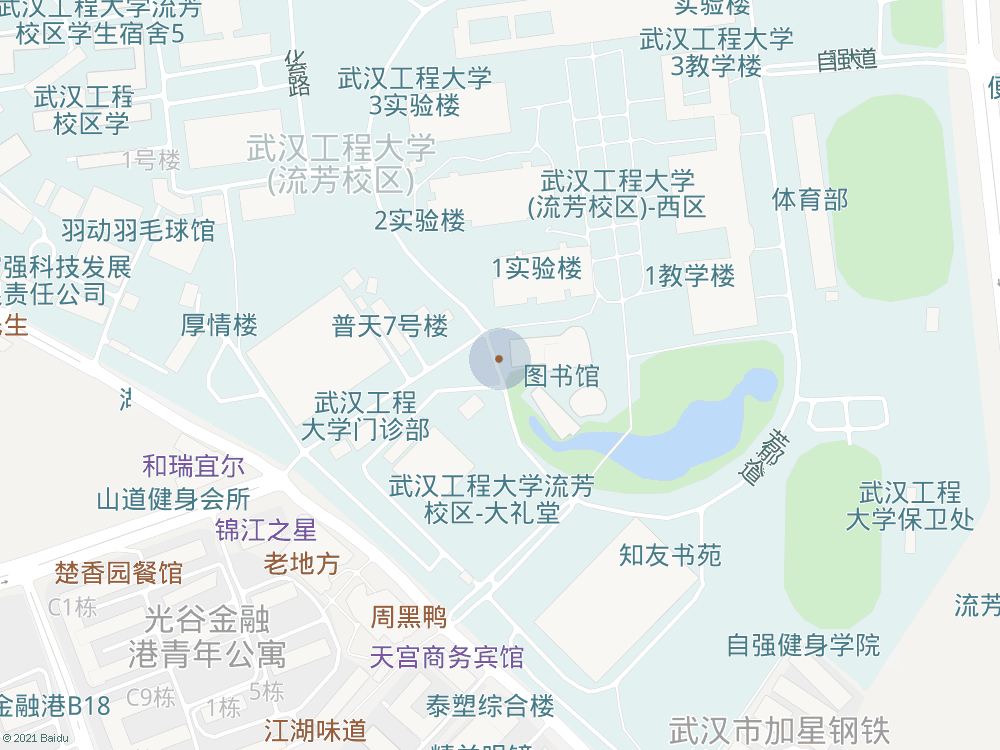 武汉工程大学流芳
校区学生宿舍5
实验楼
化工路
武汉工程大学
3教学楼
自强大道
武汉工程大学
3实验楼
武汉工程
校区学
1号楼
武汉工程大学
(流芳校区)
武汉工程大学
(流芳校区)-西区
体育部
2实验楼
羽动羽毛球馆
强科技发展
责任公司
1实验楼
1教学楼
厚情楼
普天7号楼
生
图书馆
武汉工程
大学门诊部
和瑞宜尔
山道健身会所
武汉工程大学流芳
校区-大礼堂
武汉工程
大学保卫处
锦江之星
老地方
知友书苑
楚香园餐馆
C1栋
光谷金融
港青年公寓
周黑鸭
流芳
天宫商务宾馆
自强健身学院
C9栋
5栋
1栋
金融港B18
泰塑综合楼
江湖味道
武汉市加星钢铁
© 2021 Baidu